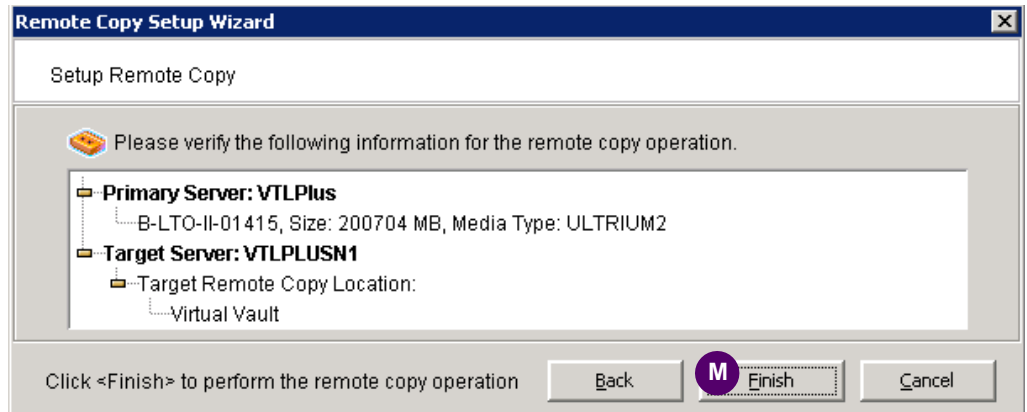 Remote Copy Setup Wizard
Setup Remote Copy
Please verify the following information for the remote copy operation.
Primary Server: VTLPlus
B-LTO-II-01415, Size: 200704 MB, Media Type: ULTRIUM2
Target Server: VTLPLUSN1
Target Remote Copy Location:
Virtual Vault
Click <Finish> to perform the remote copy operation Back M Finish Cancel